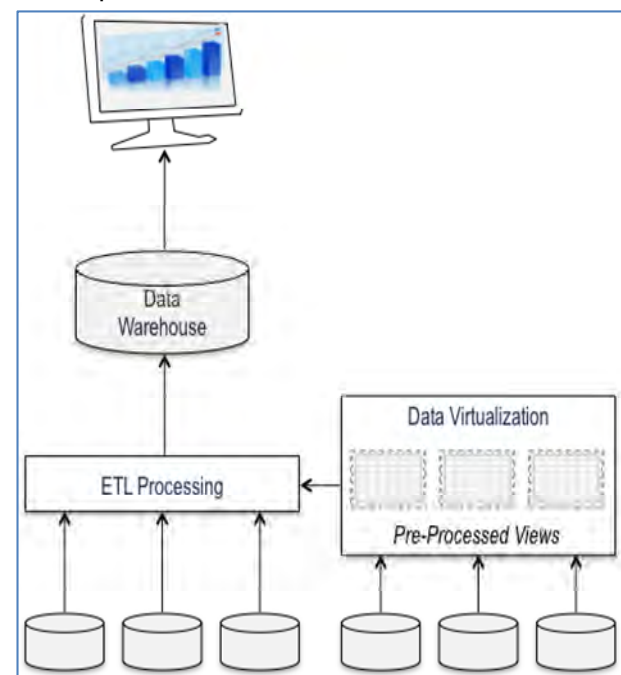 Data
Warehouse
Data Virtualization
ETL Processing
Pre-Processed Views